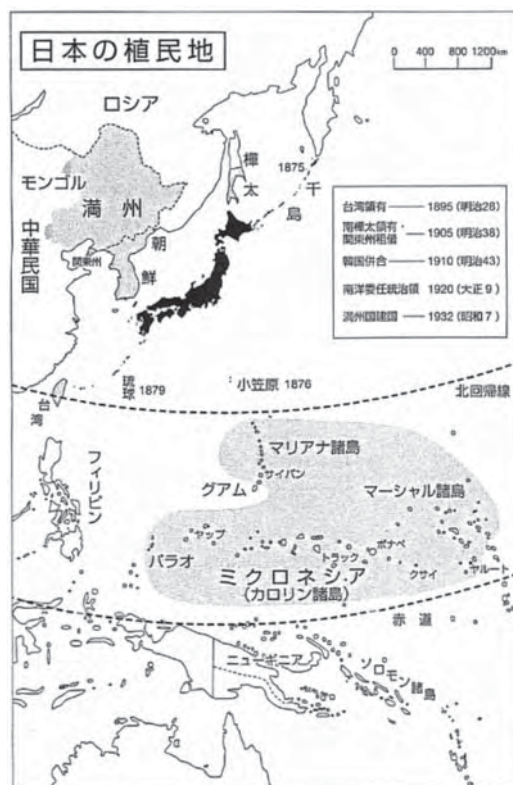 日本の植民地
0 400 800 1200km
ロシア
1875
樺太
千島
モンゴル
満州
中華民国
関東州
朝鮮
台湾領有 1895 (明治28)
南樺太領有・関東州租借 1905 (明治38)
韓国併合 1910 (明治43)
南洋委任統治領 1920 (大正9)
満州国建国 1932 (昭和7)
琉球 1879
小笠原 1876
北回帰線
台湾
フィリピン
マリアナ諸島
サイパン
グアム
マーシャル諸島
ヤップ
パラオ
トラック
ポナペ
クサイ
ヤルート
ミクロネシア
(カロリン諸島)
赤道
ニューギニア
ソロモン諸島